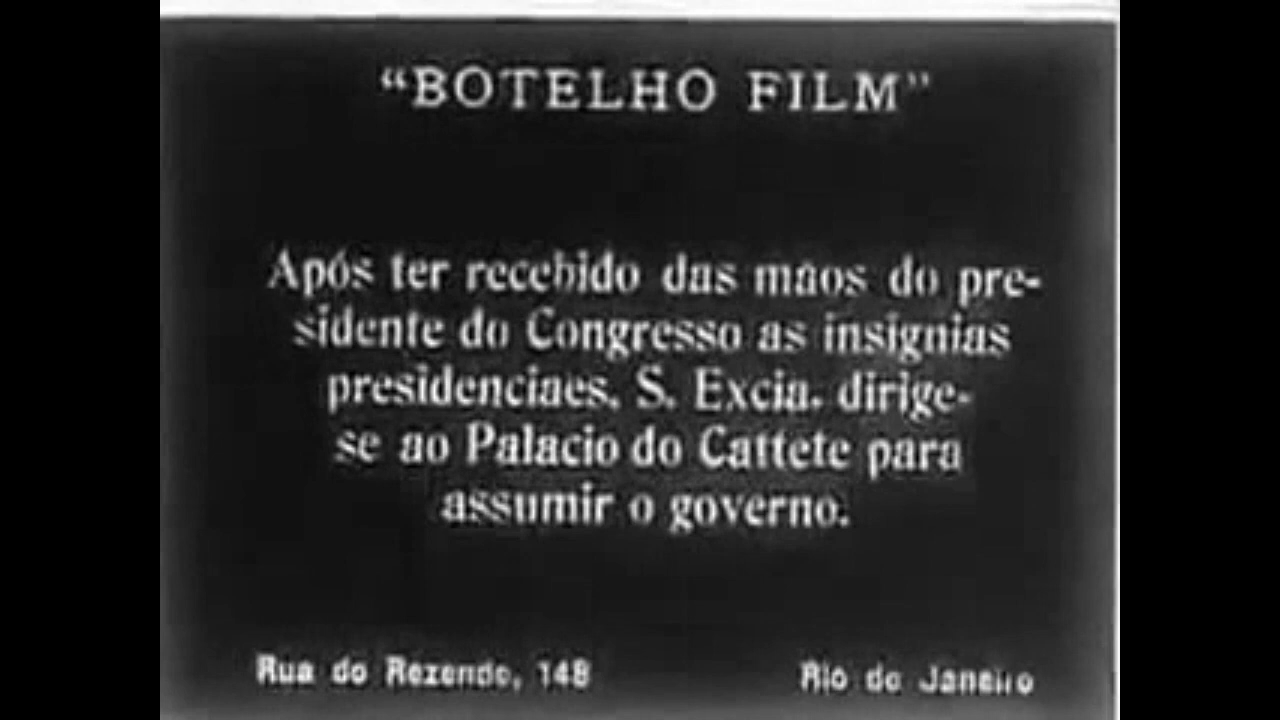 “BOTELHO FILM”
Após ter recebido das mãos do pre-
sidente do Congresso as insignias
presidenciaes, S. Excia. dirige-
se ao Palacio do Cattete para
assumir o governo.
Rua do Rezende, 148
Rio de Janeiro